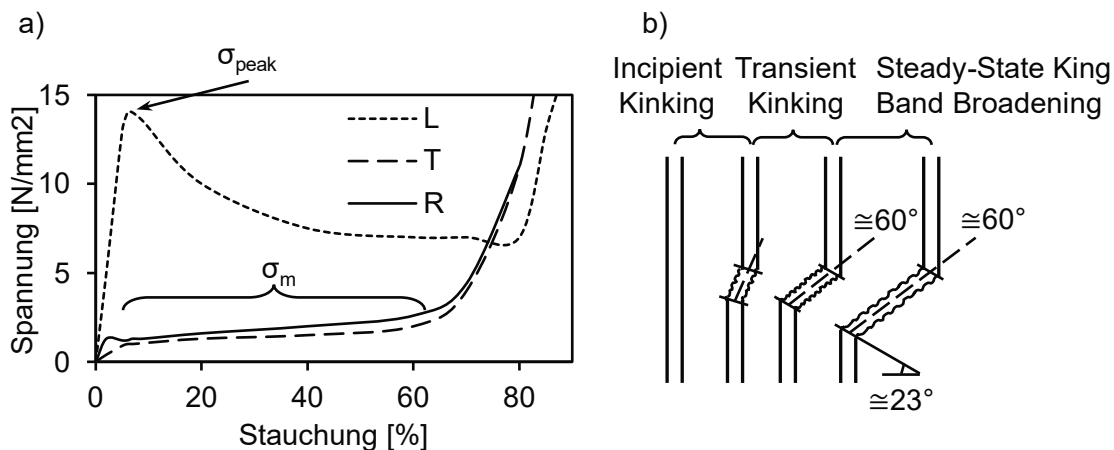 a)
σpeak
15
10
5
0
Spannung [N/mm2]
L
T
R
σm
0
20
40
60
80
Stauchung [%]
b)
Incipient Kinking
Transient Kinking
Steady-State King Band Broadening
≅60°
≅60°
≅23°